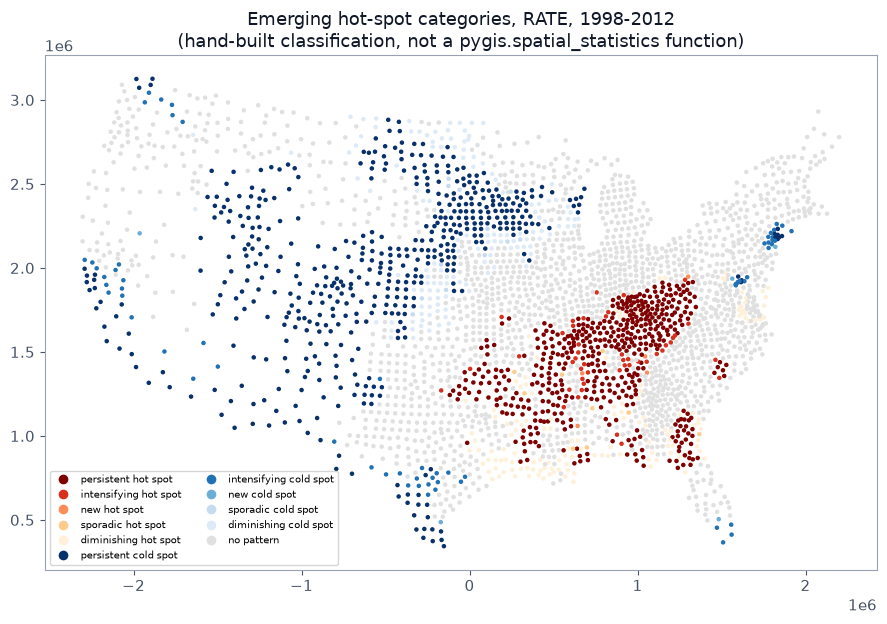 Emerging hot-spot categories, RATE, 1998-2012
(hand-built classification, not a pygis.spatial_statistics function)
1e6
3.0
2.5
2.0
1.5
1.0
0.5
persistent hot spot
intensifying hot spot
new hot spot
sporadic hot spot
diminishing hot spot
persistent cold spot
intensifying cold spot
new cold spot
sporadic cold spot
diminishing cold spot
no pattern
−2 −1 0 1 2
1e6